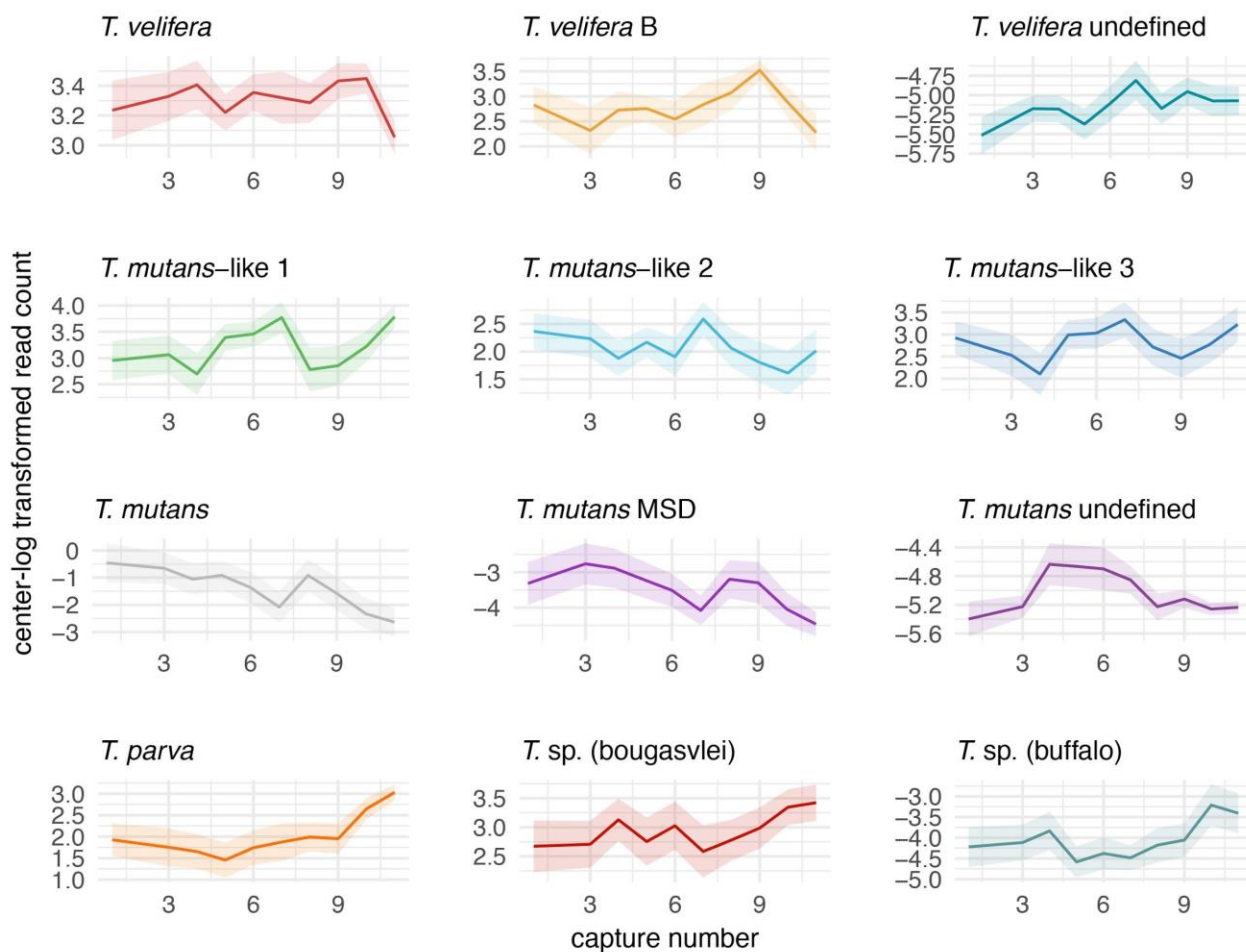 T. velifera
3.4
3.2
3.0
3 6 9
T. velifera B
3.5
3.0
2.5
2.0
3 6 9
T. velifera undefined
−4.75
−5.00
−5.25
−5.50
−5.75
3 6 9
center-log transformed read count
T. mutans–like 1
4.0
3.5
3.0
2.5
3 6 9
T. mutans–like 2
2.5
2.0
1.5
3 6 9
T. mutans–like 3
3.5
3.0
2.5
2.0
3 6 9
T. mutans
0
−1
−2
−3
3 6 9
T. mutans MSD
−3
−4
3 6 9
T. mutans undefined
−4.4
−4.8
−5.2
−5.6
3 6 9
T. parva
3.0
2.5
2.0
1.5
1.0
3 6 9
T. sp. (bougasvlei)
3.5
3.0
2.5
3 6 9
T. sp. (buffalo)
−3.0
−3.5
−4.0
−4.5
−5.0
3 6 9
capture number